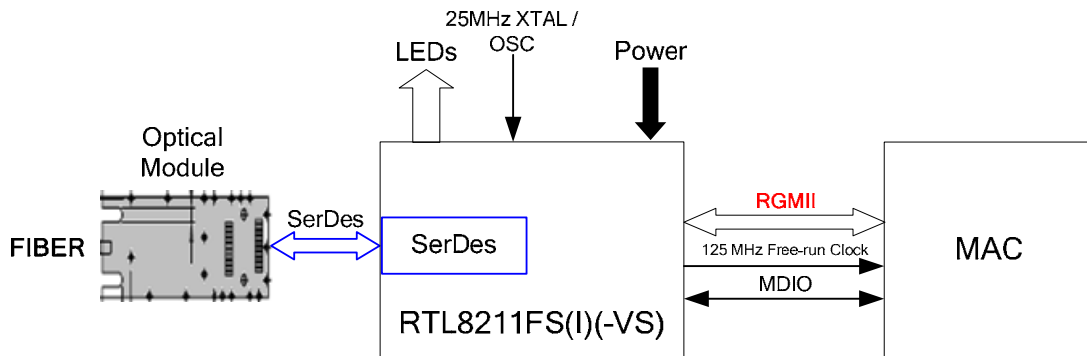 25MHz XTAL /
OSC
LEDs
Power
Optical
Module
FIBER
SerDes
SerDes
RTL8211FS(I)(-VS)
RGMII
125 MHz Free-run Clock
MDIO
MAC